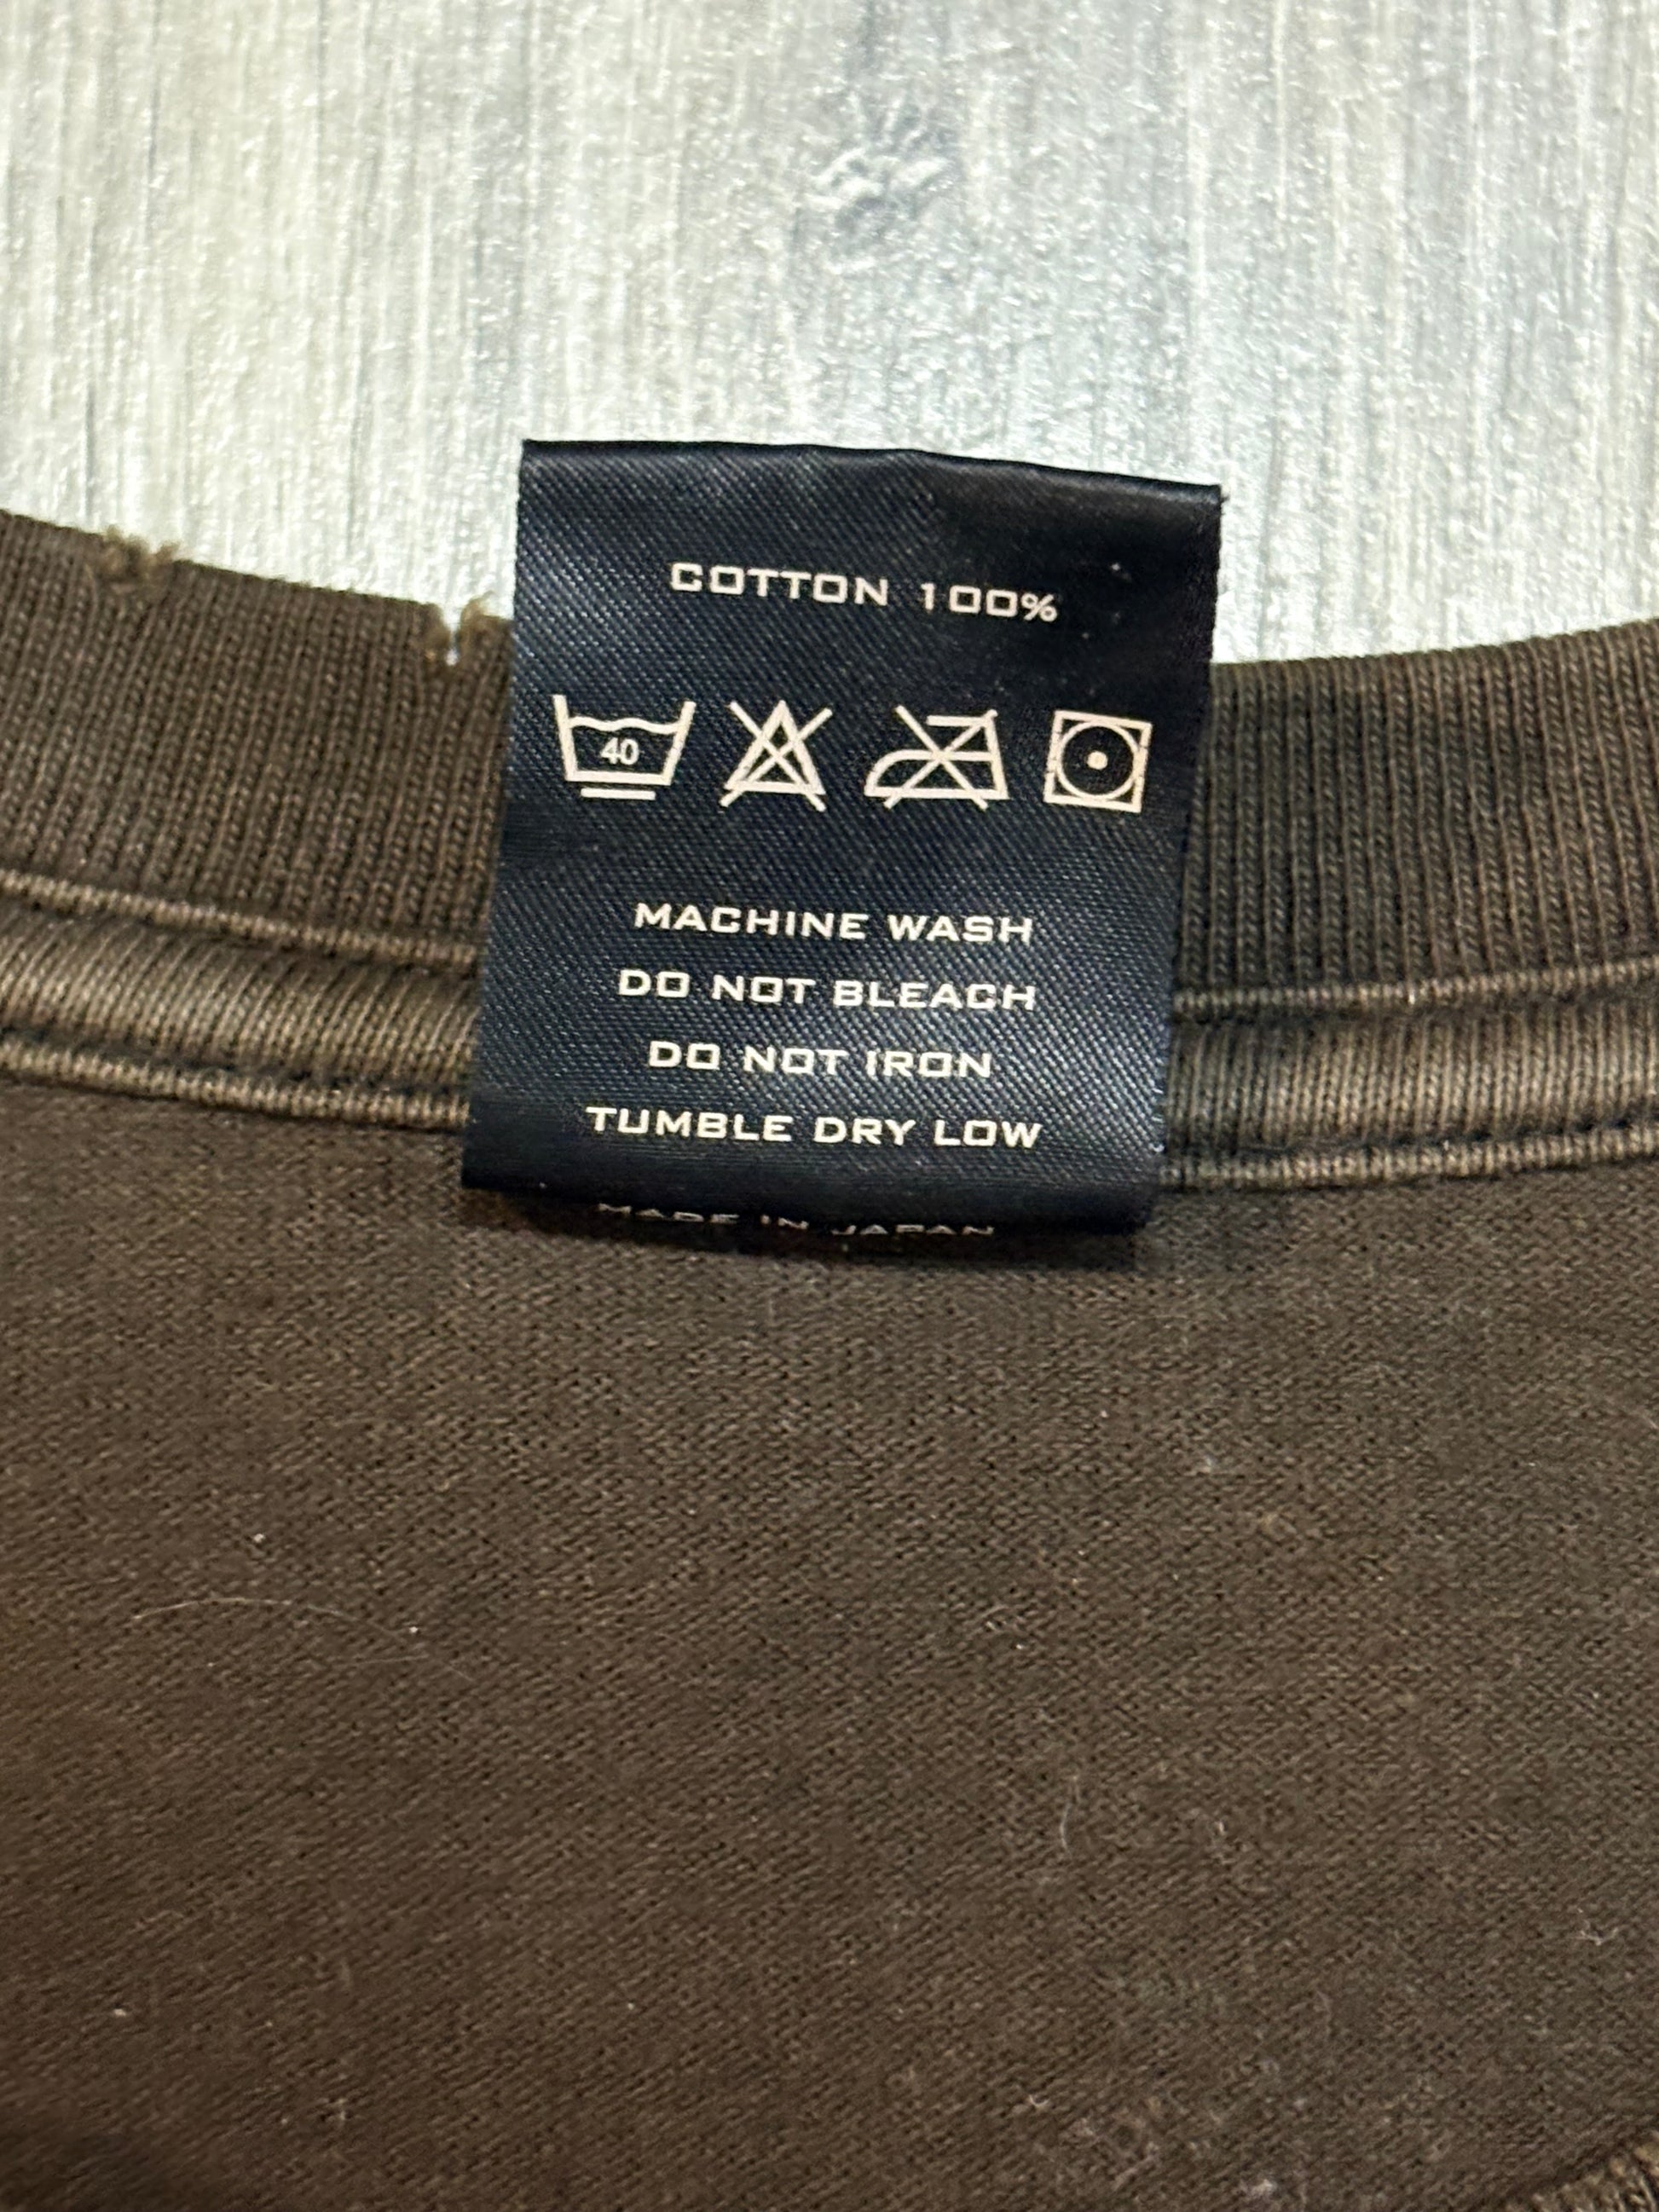 COTTON 100%
40
MACHINE WASH
DO NOT BLEACH
DO NOT IRON
TUMBLE DRY LOW
MADE IN JAPAN